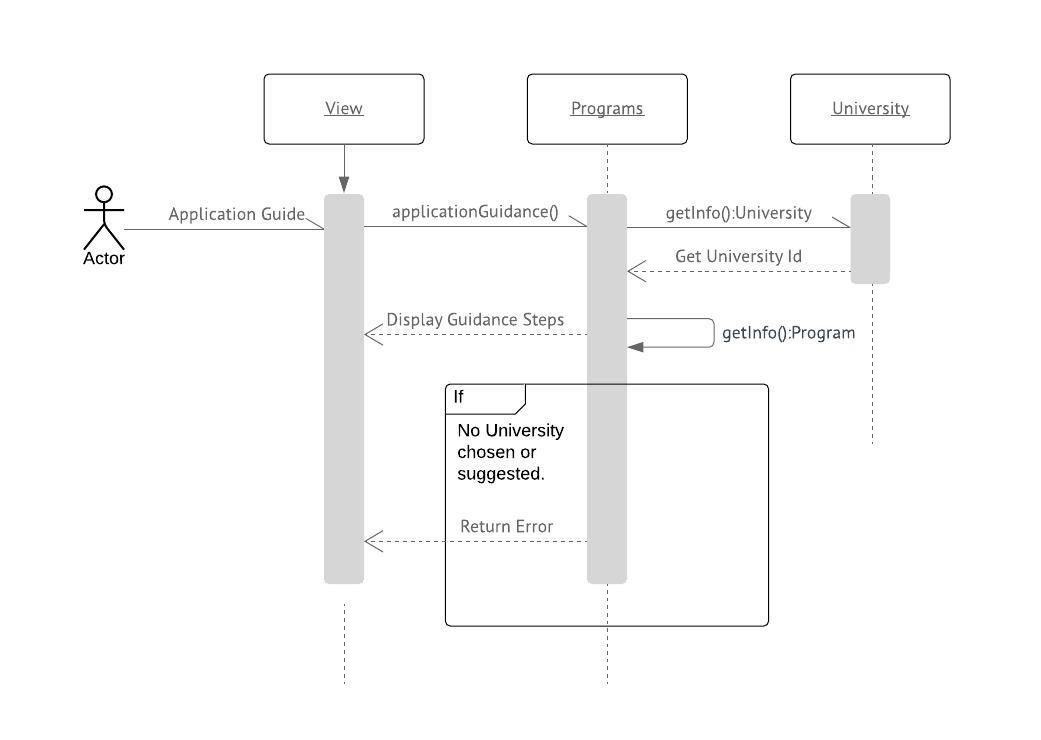 View
Programs
University
Application Guide
applicationGuidance()
getInfo():University
Actor
Get University Id
Display Guidance Steps
getInfo():Program
If
No University
chosen or
suggested.
Return Error